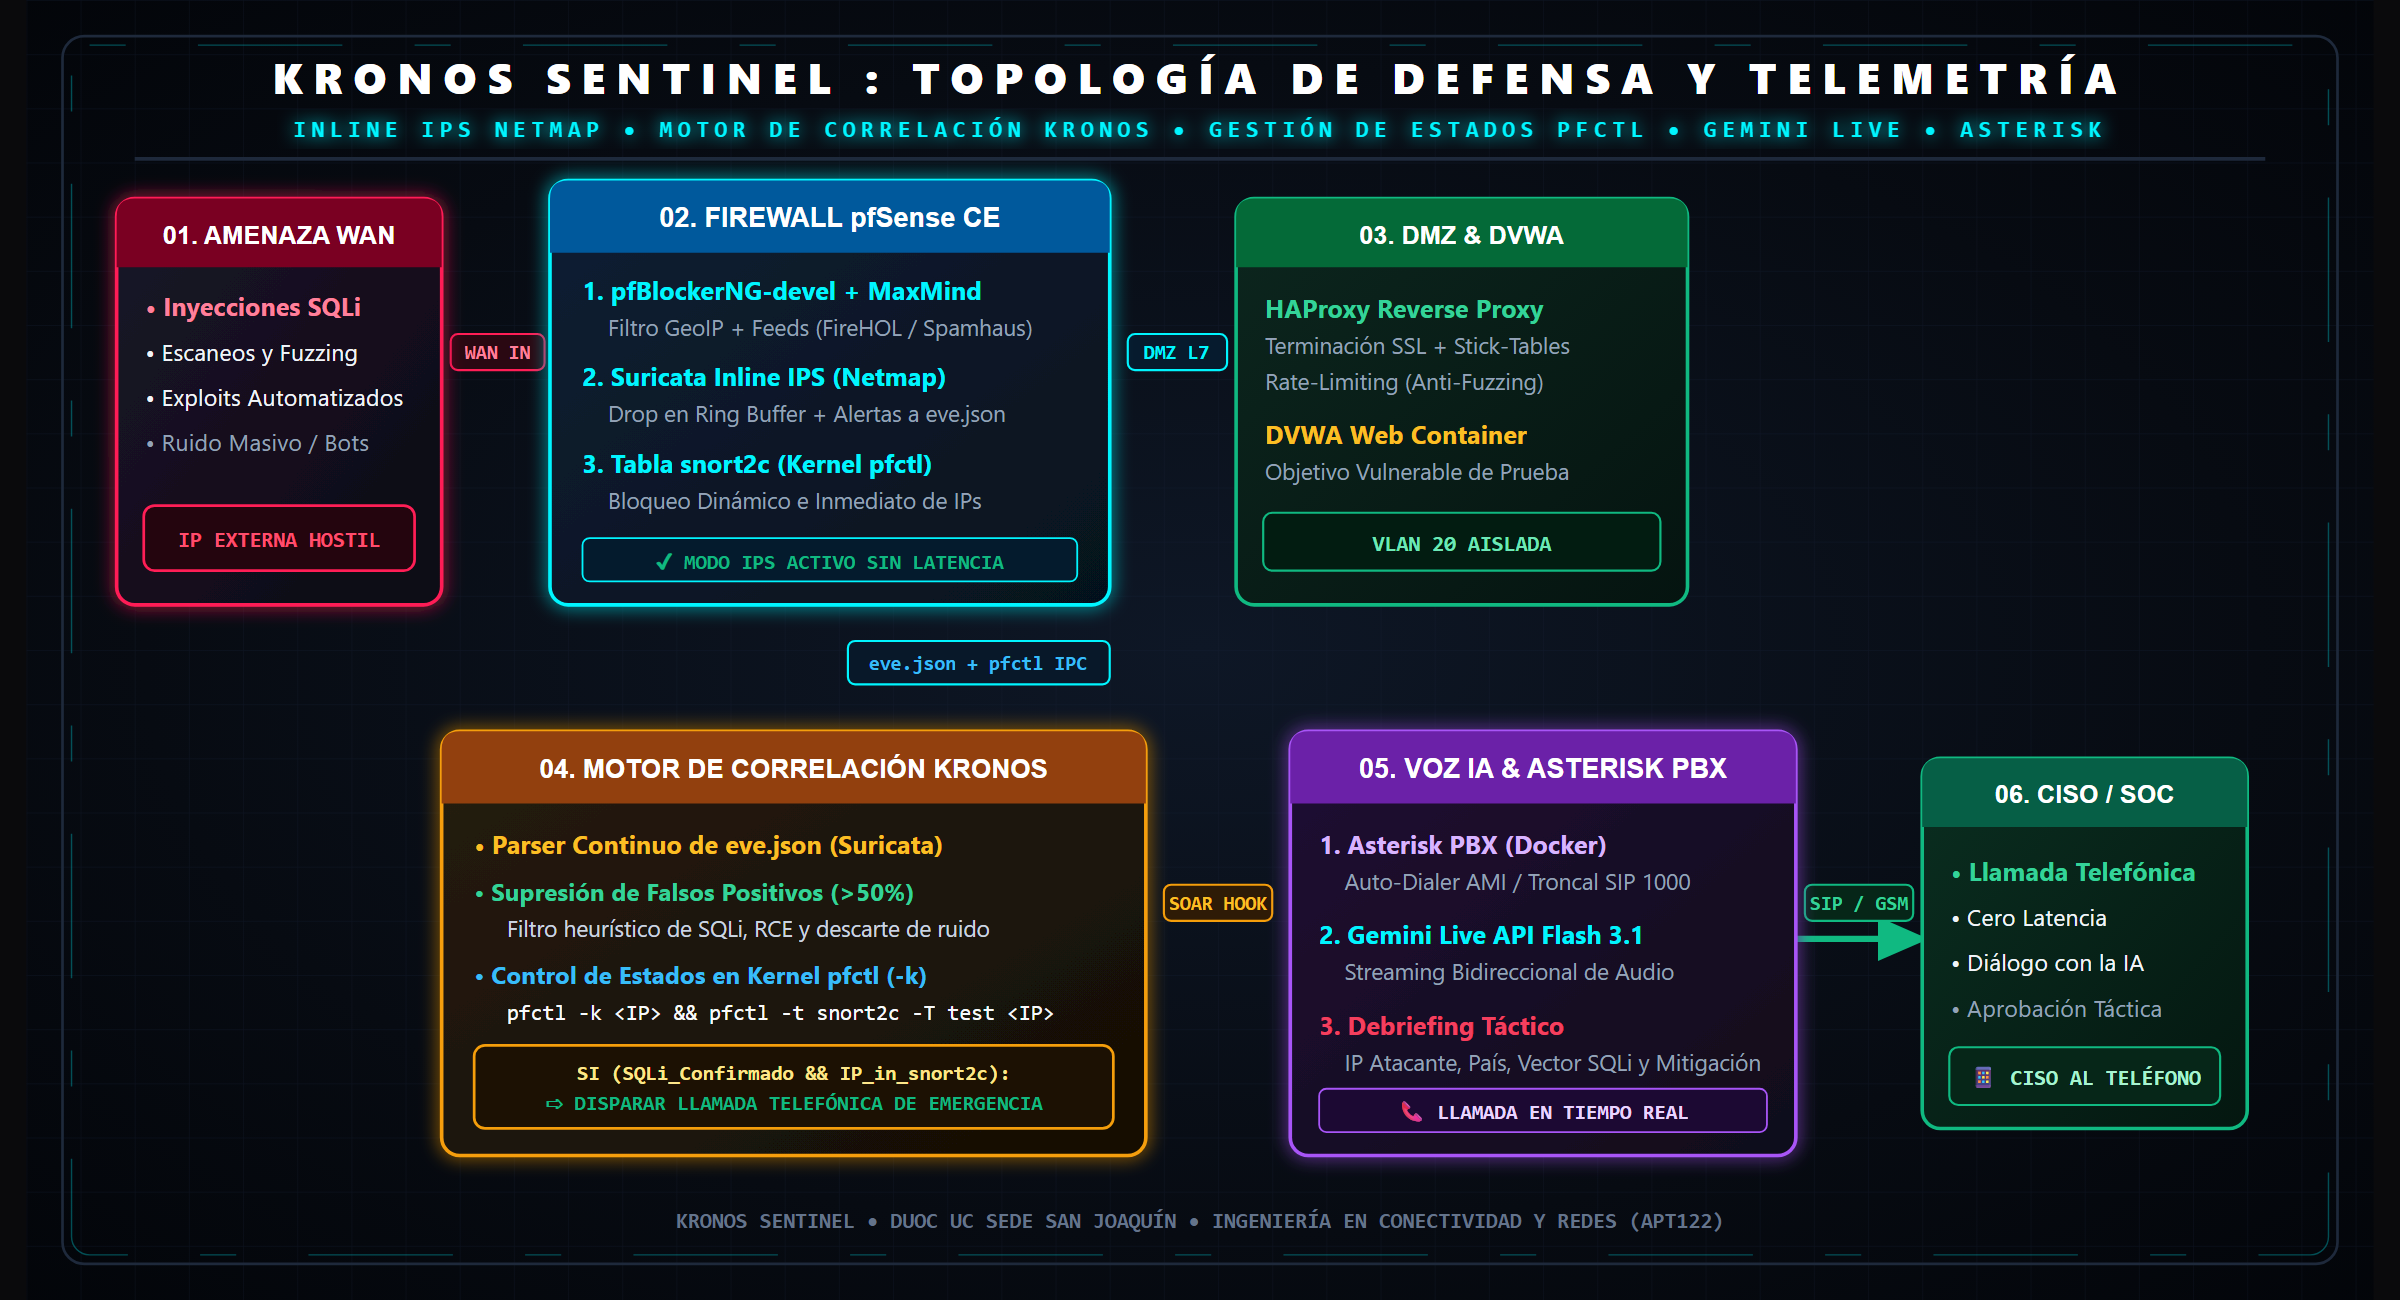 KRONOS SENTINEL : TOPOLOGÍA DE DEFENSA Y TELEMETRÍA
INLINE IPS NETMAP • MOTOR DE CORRELACIÓN KRONOS • GESTIÓN DE ESTADOS PFCTL • GEMINI LIVE • ASTERISK
01. AMENAZA WAN
• Inyecciones SQLi
• Escaneos y Fuzzing
• Exploits Automatizados
• Ruido Masivo / Bots
IP EXTERNA HOSTIL
WAN IN
02. FIREWALL pfSense CE
1. pfBlockerNG-devel + MaxMind
Filtro GeoIP + Feeds (FireHOL / Spamhaus)
2. Suricata Inline IPS (Netmap)
Drop en Ring Buffer + Alertas a eve.json
3. Tabla snort2c (Kernel pfctl)
Bloqueo Dinámico e Inmediato de IPs
✓ MODO IPS ACTIVO SIN LATENCIA
DMZ L7
03. DMZ & DVWA
HAProxy Reverse Proxy
Terminación SSL + Stick-Tables
Rate-Limiting (Anti-Fuzzing)
DVWA Web Container
Objetivo Vulnerable de Prueba
VLAN 20 AISLADA
eve.json + pfctl IPC
04. MOTOR DE CORRELACIÓN KRONOS
• Parser Continuo de eve.json (Suricata)
• Supresión de Falsos Positivos (>50%)
Filtro heurístico de SQLi, RCE y descarte de ruido
• Control de Estados en Kernel pfctl (-k)
pfctl -k <IP> && pfctl -t snort2c -T test <IP>
SI (SQLi_Confirmado && IP_in_snort2c):
⇨ DISPARAR LLAMADA TELEFÓNICA DE EMERGENCIA
SOAR HOOK
05. VOZ IA & ASTERISK PBX
1. Asterisk PBX (Docker)
Auto-Dialer AMI / Troncal SIP 1000
2. Gemini Live API Flash 3.1
Streaming Bidireccional de Audio
3. Debriefing Táctico
IP Atacante, País, Vector SQLi y Mitigación
📞 LLAMADA EN TIEMPO REAL
SIP / GSM
06. CISO / SOC
• Llamada Telefónica
• Cero Latencia
• Diálogo con la IA
• Aprobación Táctica
📱 CISO AL TELÉFONO
KRONOS SENTINEL • DUOC UC SEDE SAN JOAQUÍN • INGENIERÍA EN CONECTIVIDAD Y REDES (APT122)